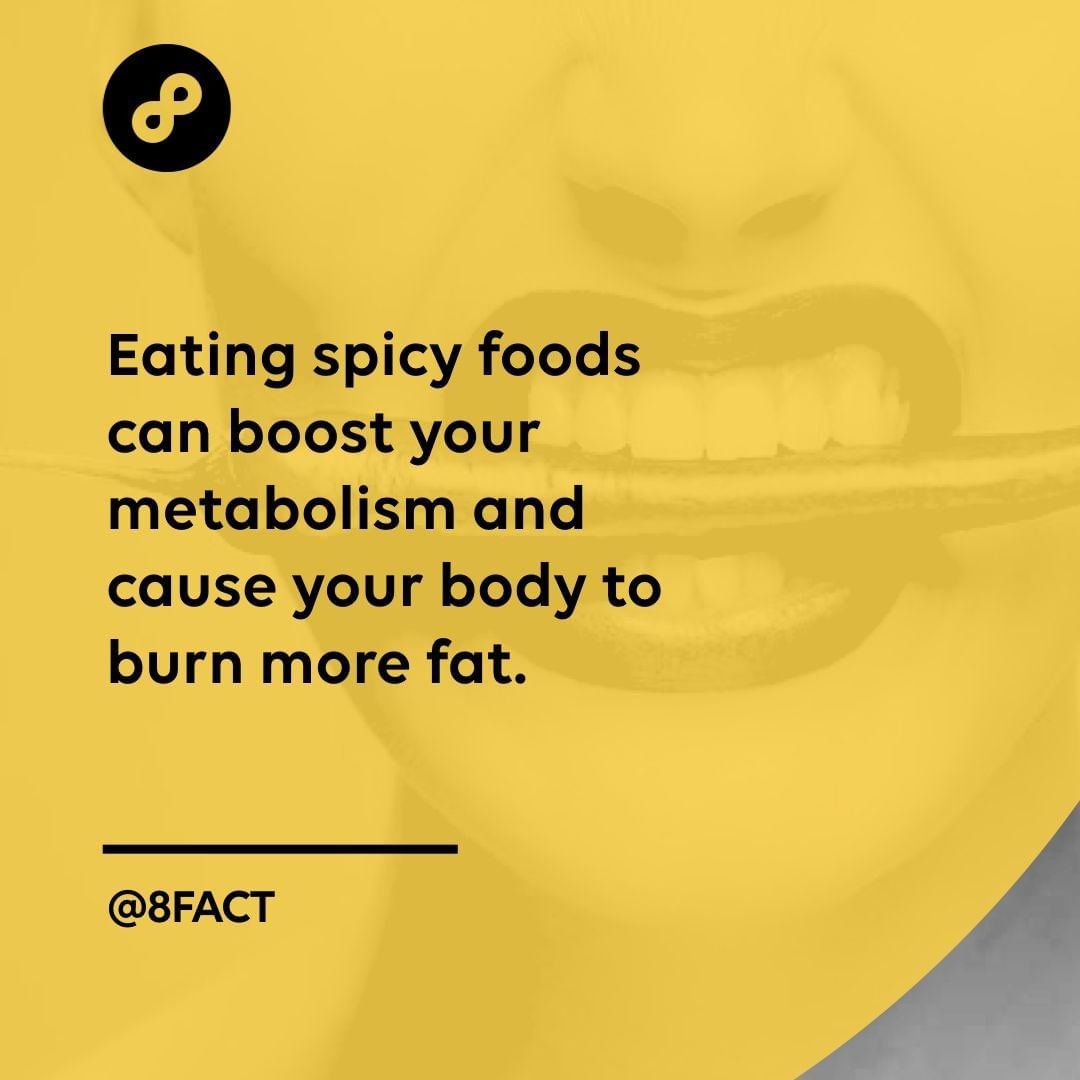 Eating spicy foods
can boost your
metabolism and
cause your body to
burn more fat.
@8FACT